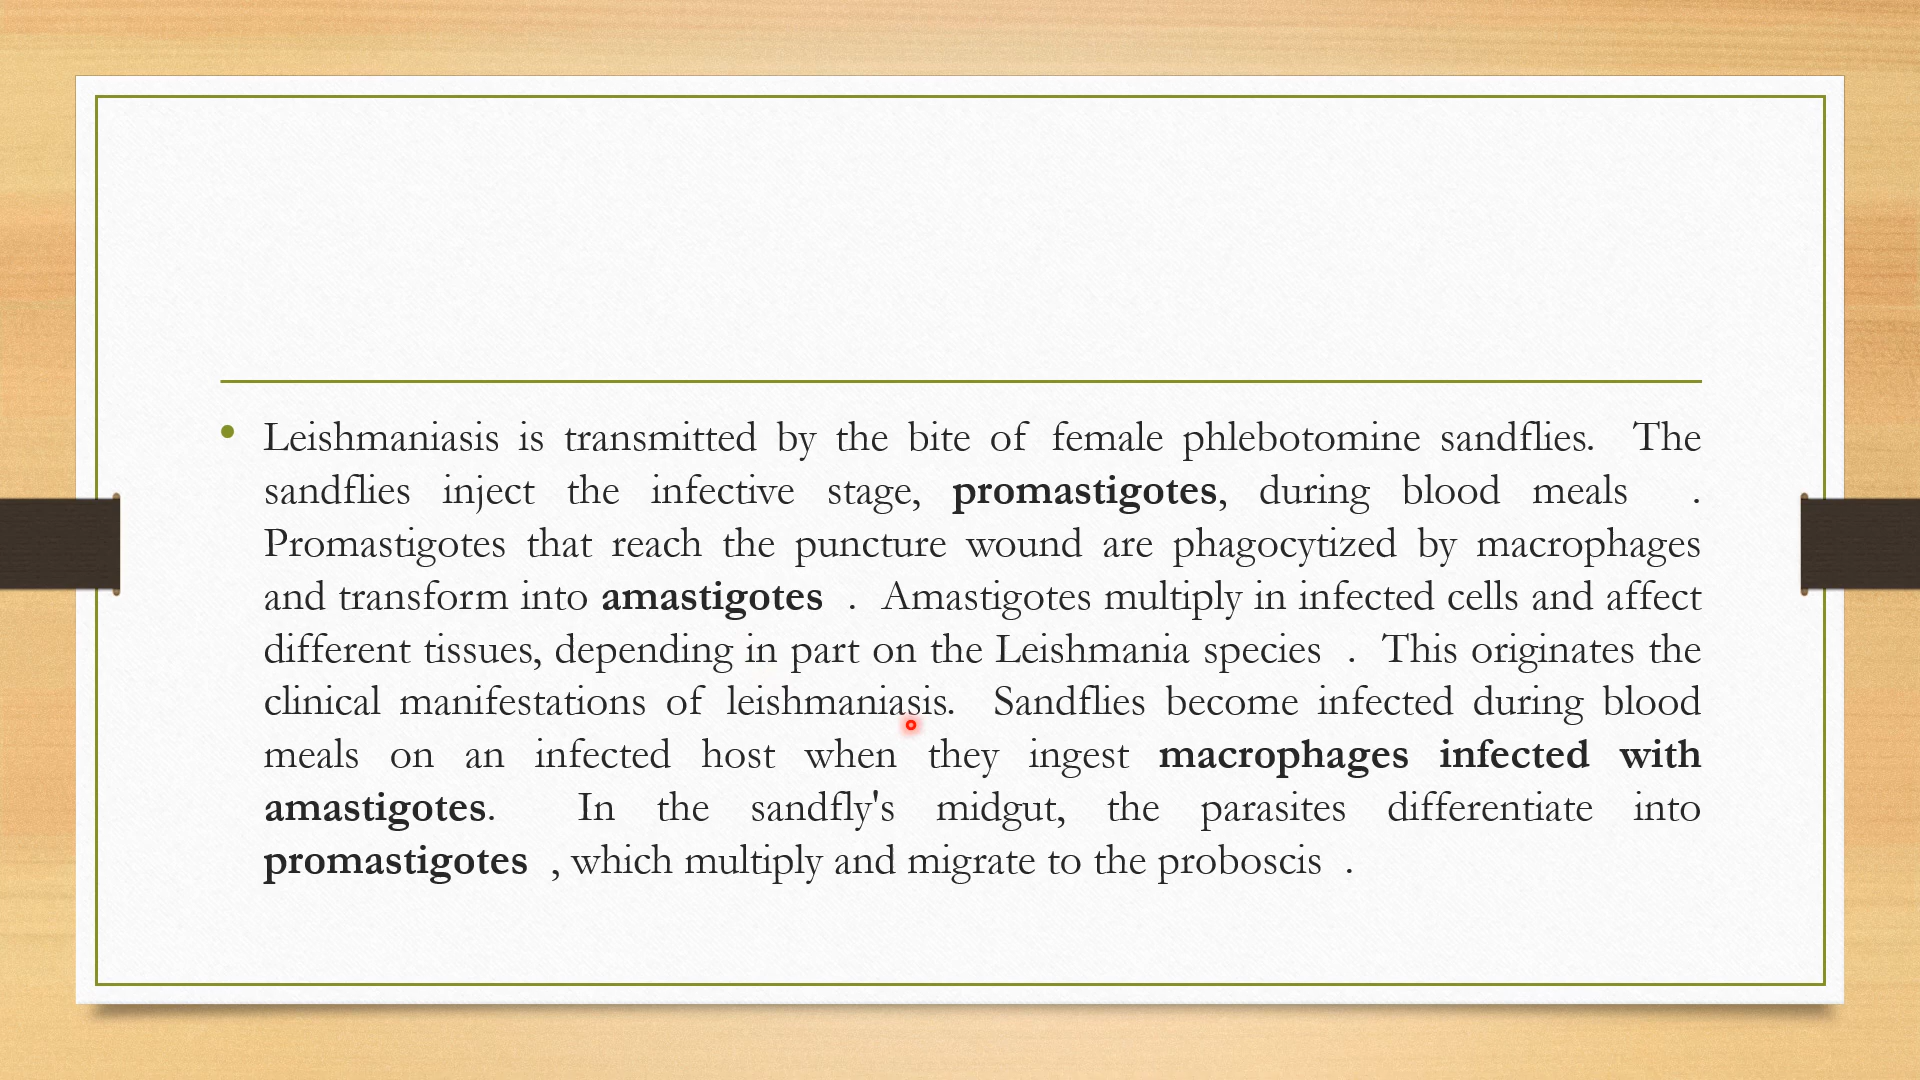 • Leishmaniasis is transmitted by the bite of female phlebotomine sandflies. The
sandflies inject the infective stage, promastigotes, during blood meals .
Promastigotes that reach the puncture wound are phagocytized by macrophages
and transform into amastigotes . Amastigotes multiply in infected cells and affect
different tissues, depending in part on the Leishmania species . This originates the
clinical manifestations of leishmaniasis. Sandflies become infected during blood
meals on an infected host when they ingest macrophages infected with
amastigotes. In the sandfly's midgut, the parasites differentiate into
promastigotes , which multiply and migrate to the proboscis .